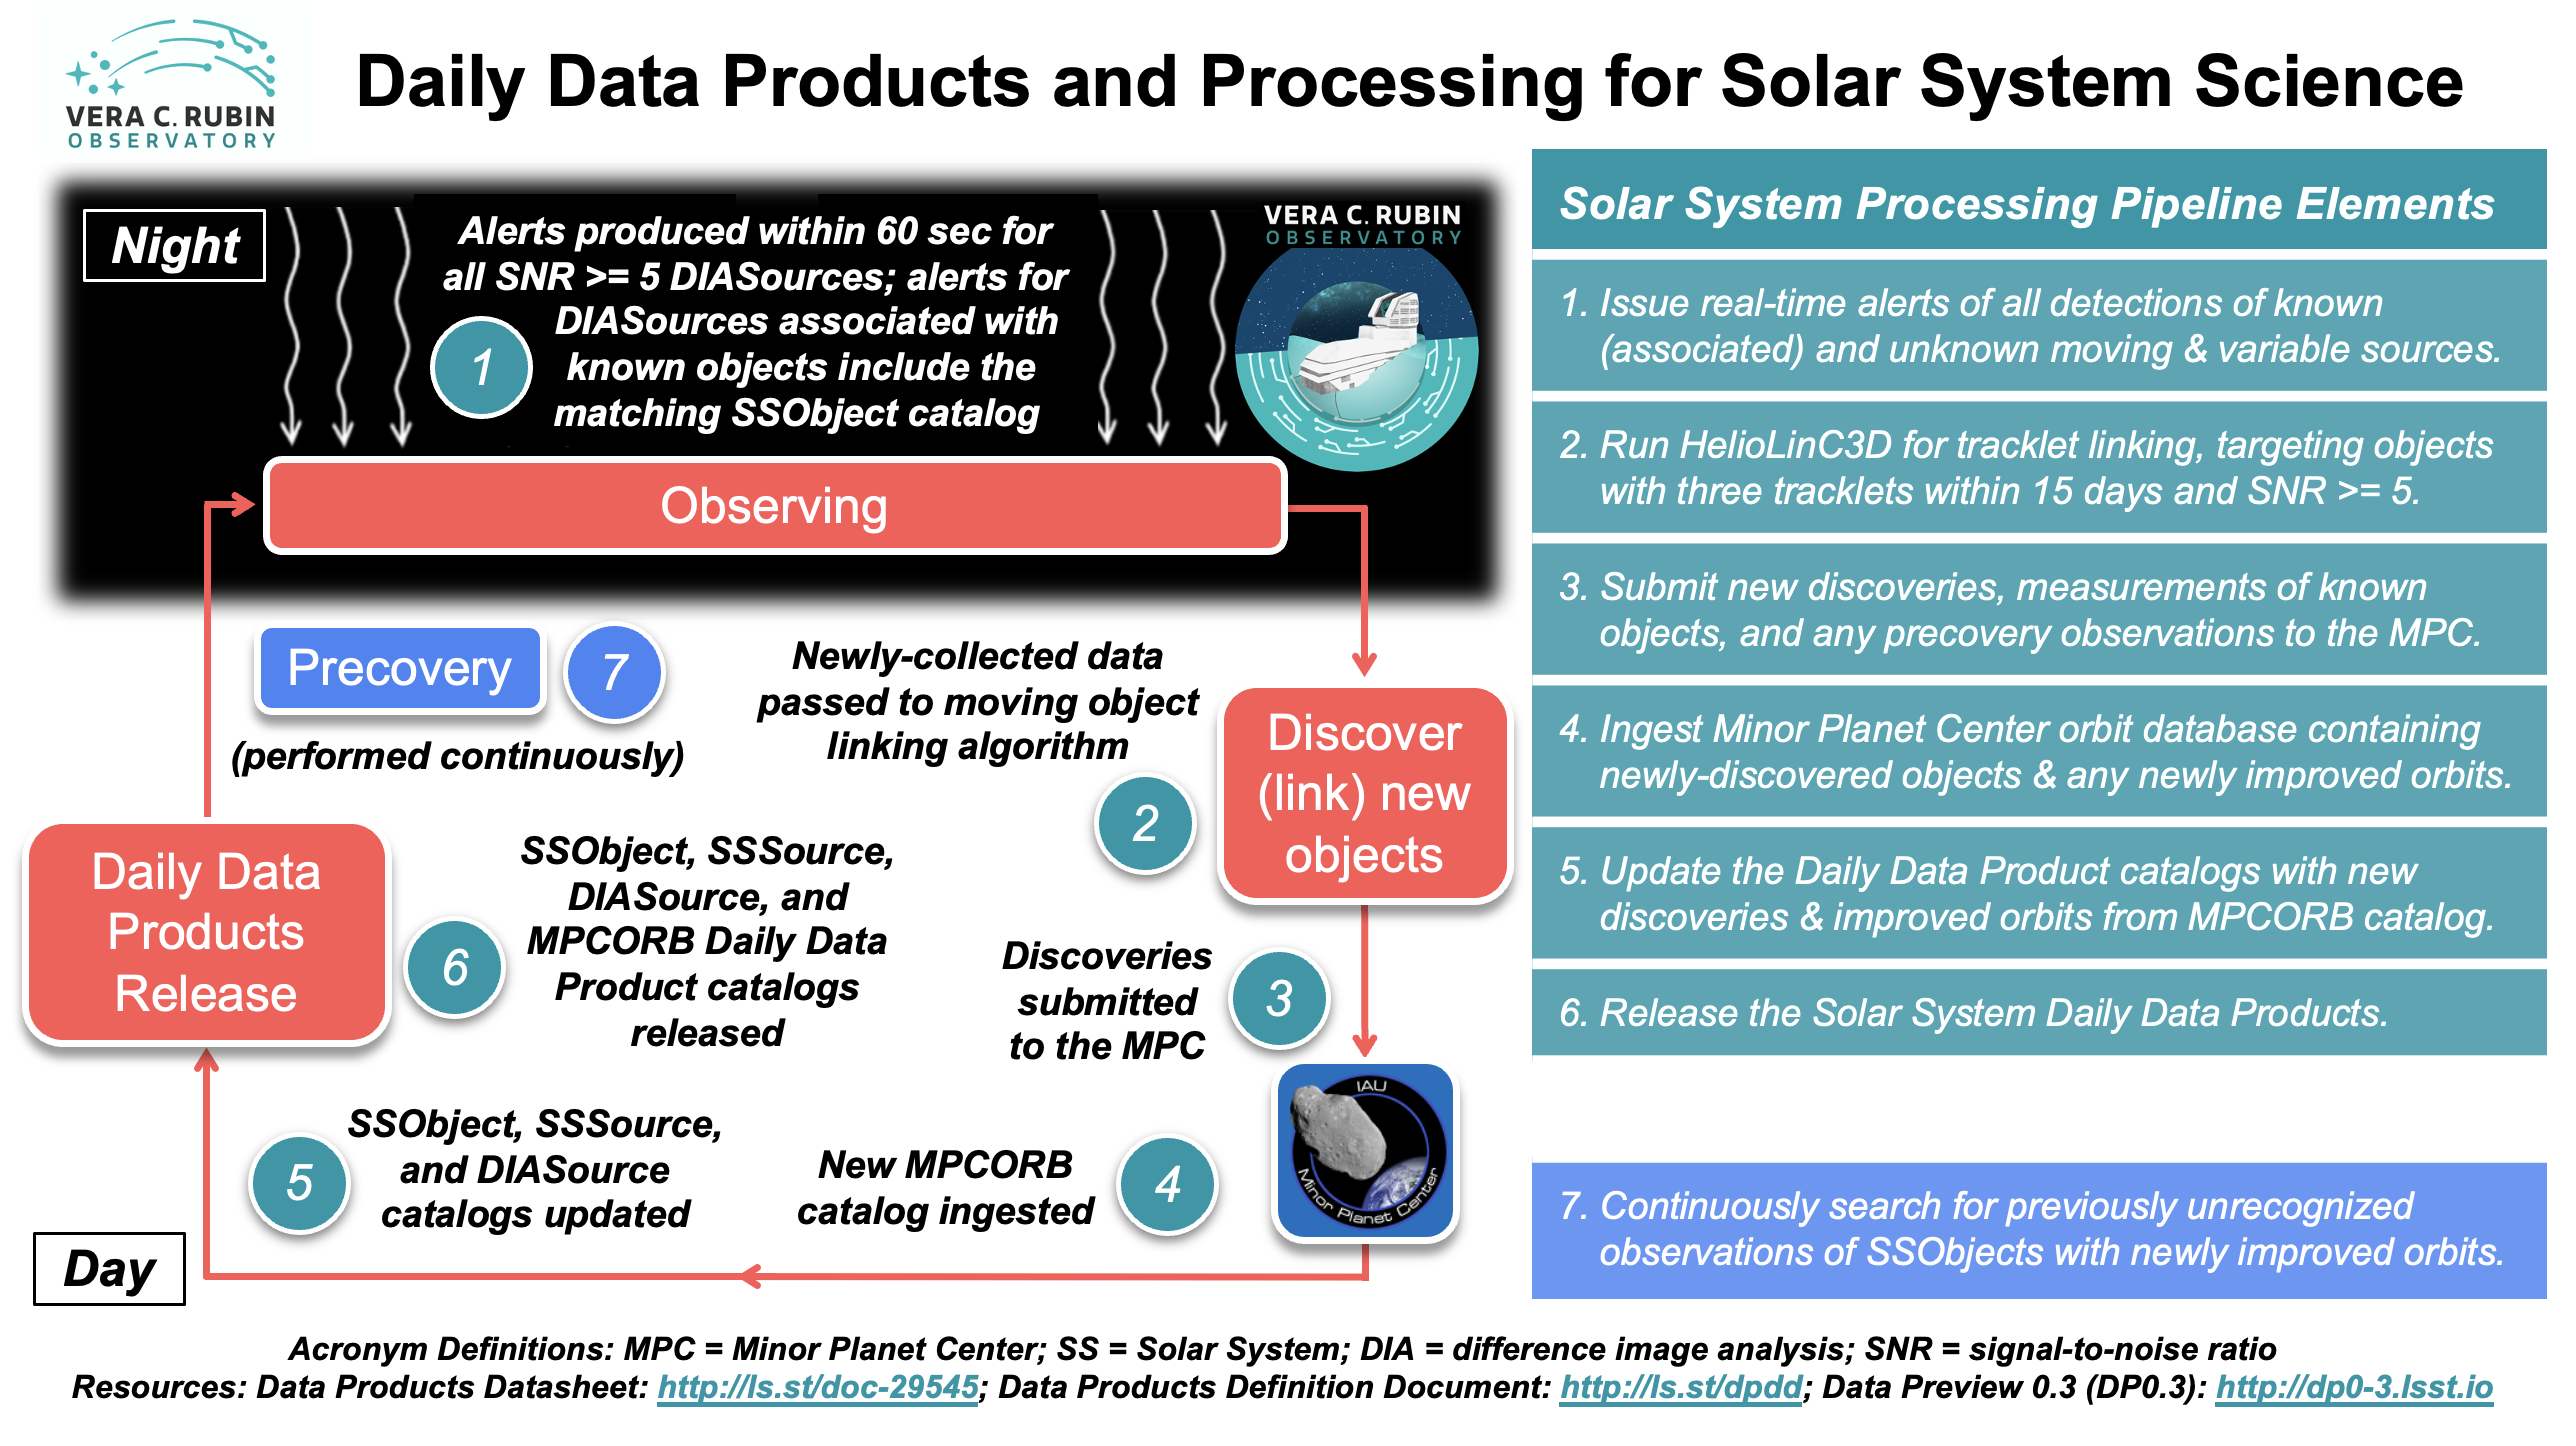 VERA C. RUBIN
OBSERVATORY
Daily Data Products and Processing for Solar System Science
Night
Alerts produced within 60 sec for
all SNR >= 5 DIASources; alerts for
DIASources associated with
known objects include the
matching SSObject catalog
1
VERA C. RUBIN
OBSERVATORY
Observing
Precovery
7
(performed continuously)
Newly-collected data
passed to moving object
linking algorithm
2
Discover
(link) new
objects
Daily Data
Products
Release
6
SSObject, SSSource,
DIASource, and
MPCORB Daily Data
Product catalogs
released
Discoveries
submitted
to the MPC
3
IAU
Minor Planet Center
5
SSObject, SSSource,
and DIASource
catalogs updated
New MPCORB
catalog ingested
4
Day
Solar System Processing Pipeline Elements
1. Issue real-time alerts of all detections of known
(associated) and unknown moving & variable sources.
2. Run HelioLinC3D for tracklet linking, targeting objects
with three tracklets within 15 days and SNR >= 5.
3. Submit new discoveries, measurements of known
objects, and any precovery observations to the MPC.
4. Ingest Minor Planet Center orbit database containing
newly-discovered objects & any newly improved orbits.
5. Update the Daily Data Product catalogs with new
discoveries & improved orbits from MPCORB catalog.
6. Release the Solar System Daily Data Products.
7. Continuously search for previously unrecognized
observations of SSObjects with newly improved orbits.
Acronym Definitions: MPC = Minor Planet Center; SS = Solar System; DIA = difference image analysis; SNR = signal-to-noise ratio
Resources: Data Products Datasheet: http://ls.st/doc-29545; Data Products Definition Document: http://ls.st/dpdd; Data Preview 0.3 (DP0.3): http://dp0-3.lsst.io